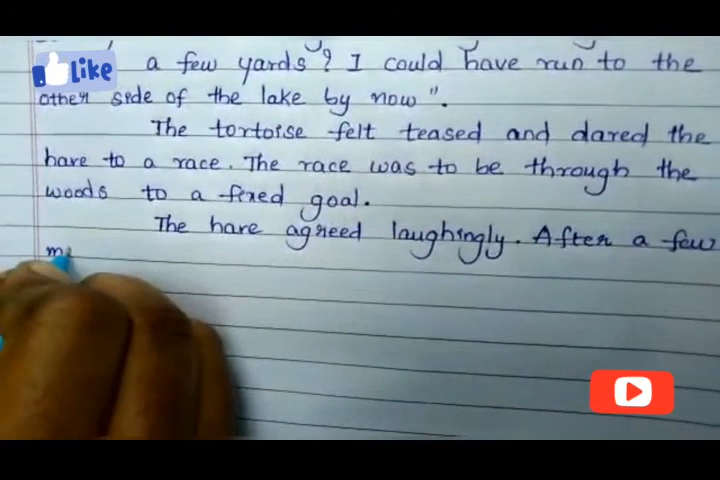 Like
a few yards? I could have run to the
other side of the lake by now".
The tortoise felt teased and dared the
hare to a race. The race was to be through the
woods to a fixed goal.
The hare agreed laughingly. After a few